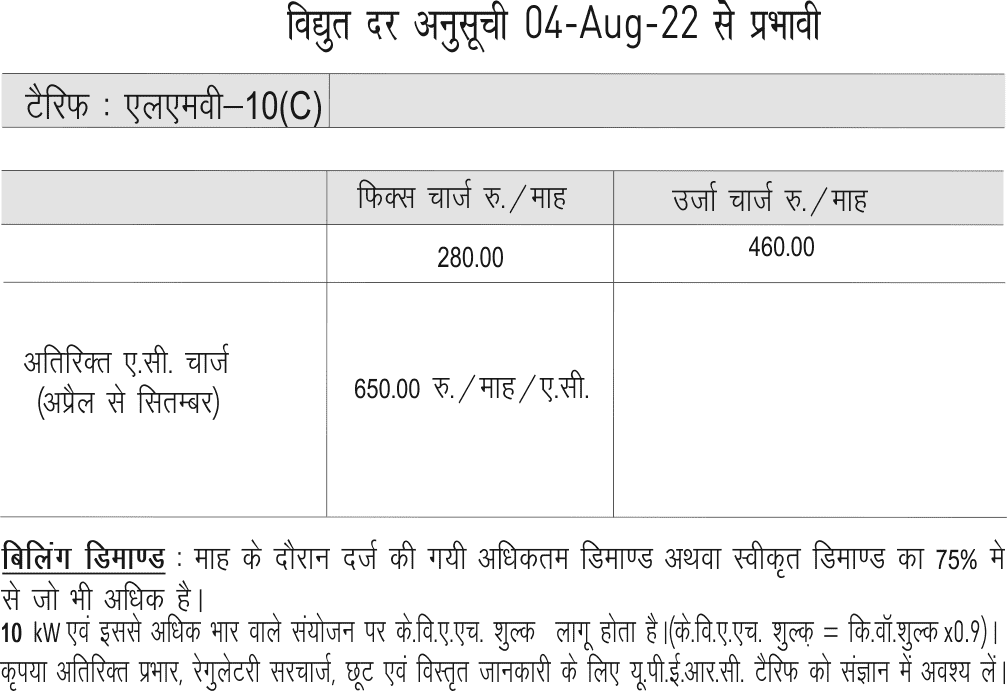 विद्युत दर अनुसूची 04-Aug-22 से प्रभावी
टैरिफ : एलएमवी–10(C)
फिक्स चार्ज रु./माह उर्जा चार्ज रु./माह
280.00 460.00
अतिरिक्त ए.सी. चार्ज
(अप्रैल से सितम्बर)
650.00 रु./माह/ए.सी.
बिलिंग डिमाण्ड : माह के दौरान दर्ज की गयी अधिकतम डिमाण्ड अथवा स्वीकृत डिमाण्ड का 75% मे
से जो भी अधिक है।
10 kW एवं इससे अधिक भार वाले संयोजन पर के.वि.ए.एच. शुल्क लागू होता है।(के.वि.ए.एच. शुल्क़ = कि.वॉ.शुल्क x0.9)।
कृपया अतिरिक्त प्रभार, रेगुलेटरी सरचार्ज, छूट एवं विस्तृत जानकारी के लिए यू.पी.ई.आर.सी. टैरिफ को संज्ञान में अवश्य लें।